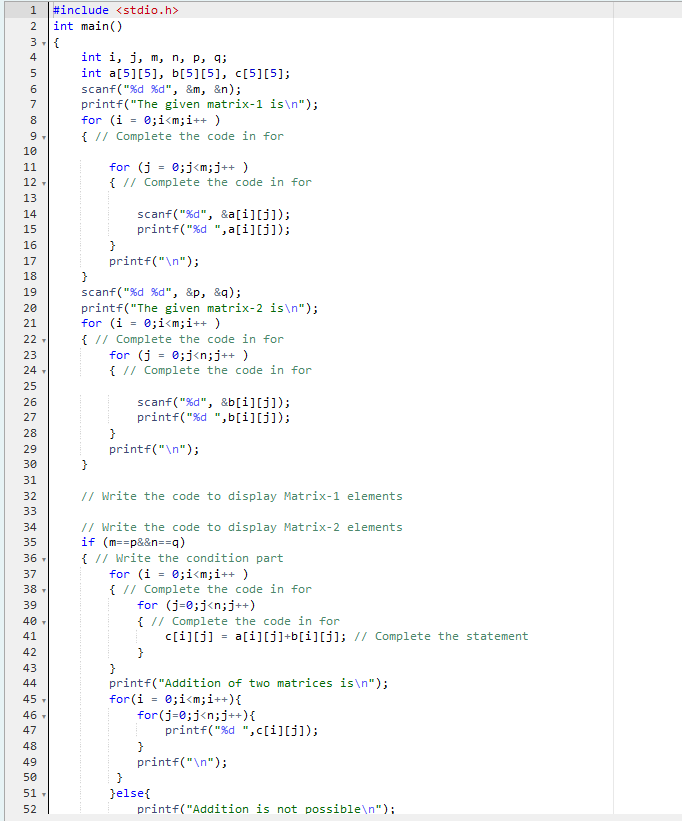 1 #include <stdio.h>
2 int main()
3 {
4 int i, j, m, n, p, q;
5 int a[5][5], b[5][5], c[5][5];
6 scanf("%d %d", &m, &n);
7 printf("The given matrix-1 is\n");
8 for (i = 0;i<m;i++ )
9 { // Complete the code in for
10
11 for (j = 0;j<m;j++ )
12 { // Complete the code in for
13
14 scanf("%d", &a[i][j]);
15 printf("%d ",a[i][j]);
16 }
17 printf("\n");
18 }
19 scanf("%d %d", &p, &q);
20 printf("The given matrix-2 is\n");
21 for (i = 0;i<m;i++ )
22 { // Complete the code in for
23 for (j = 0;j<n;j++ )
24 { // Complete the code in for
25
26 scanf("%d", &b[i][j]);
27 printf("%d ",b[i][j]);
28 }
29 printf("\n");
30 }
31
32 // Write the code to display Matrix-1 elements
33
34 // Write the code to display Matrix-2 elements
35 if (m==p&&n==q)
36 { // Write the condition part
37 for (i = 0;i<m;i++ )
38 { // Complete the code in for
39 for (j=0;j<n;j++)
40 { // Complete the code in for
41 c[i][j] = a[i][j]+b[i][j]; // Complete the statement
42 }
43 }
44 printf("Addition of two matrices is\n");
45 for(i = 0;i<m;i++){
46 for(j=0;j<n;j++){
47 printf("%d ",c[i][j]);
48 }
49 printf("\n");
50 }
51 }else{
52 printf("Addition is not possible\n");